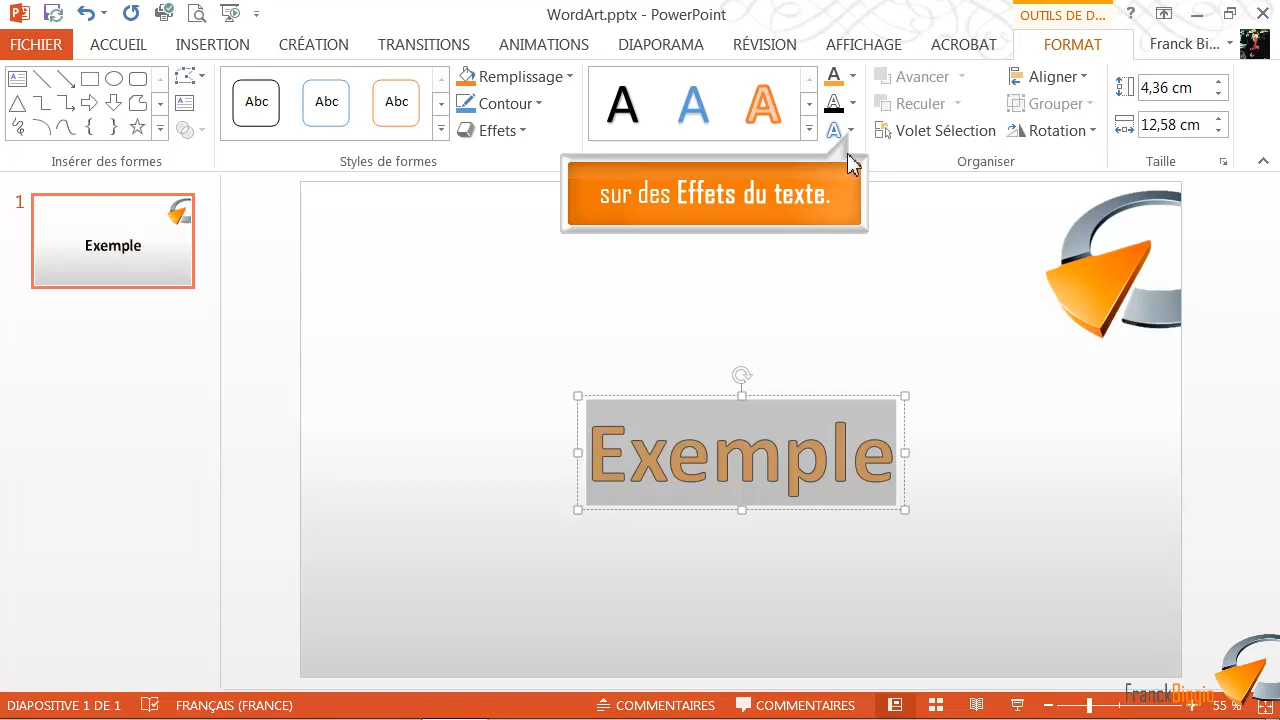 WordArt.pptx - PowerPoint
OUTILS DE D...
FICHIER
ACCUEIL
INSERTION
CRÉATION
TRANSITIONS
ANIMATIONS
DIAPORAMA
RÉVISION
AFFICHAGE
ACROBAT
FORMAT
Franck Bi...
Abc
Abc
Abc
Remplissage
Contour
Effets
A
A
A
A
A
A
Avancer
Reculer
Volet Sélection
Aligner
Grouper
Rotation
4,36 cm
12,58 cm
Insérer des formes
Styles de formes
Organiser
Taille
sur des Effets du texte.
1
Exemple
Exemple
FranckBiggio
DIAPOSITIVE 1 DE 1
FRANÇAIS (FRANCE)
COMMENTAIRES
COMMENTAIRES
55 %